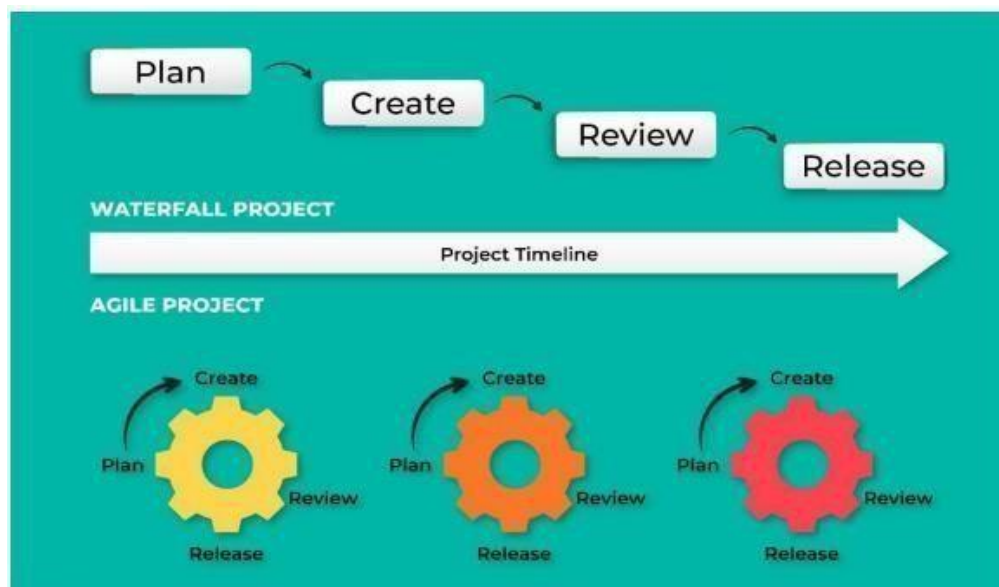 Plan
Create
Review
Release
WATERFALL PROJECT
Project Timeline
AGILE PROJECT
Create
Plan
Review
Release
Create
Plan
Review
Release
Create
Plan
Review
Release